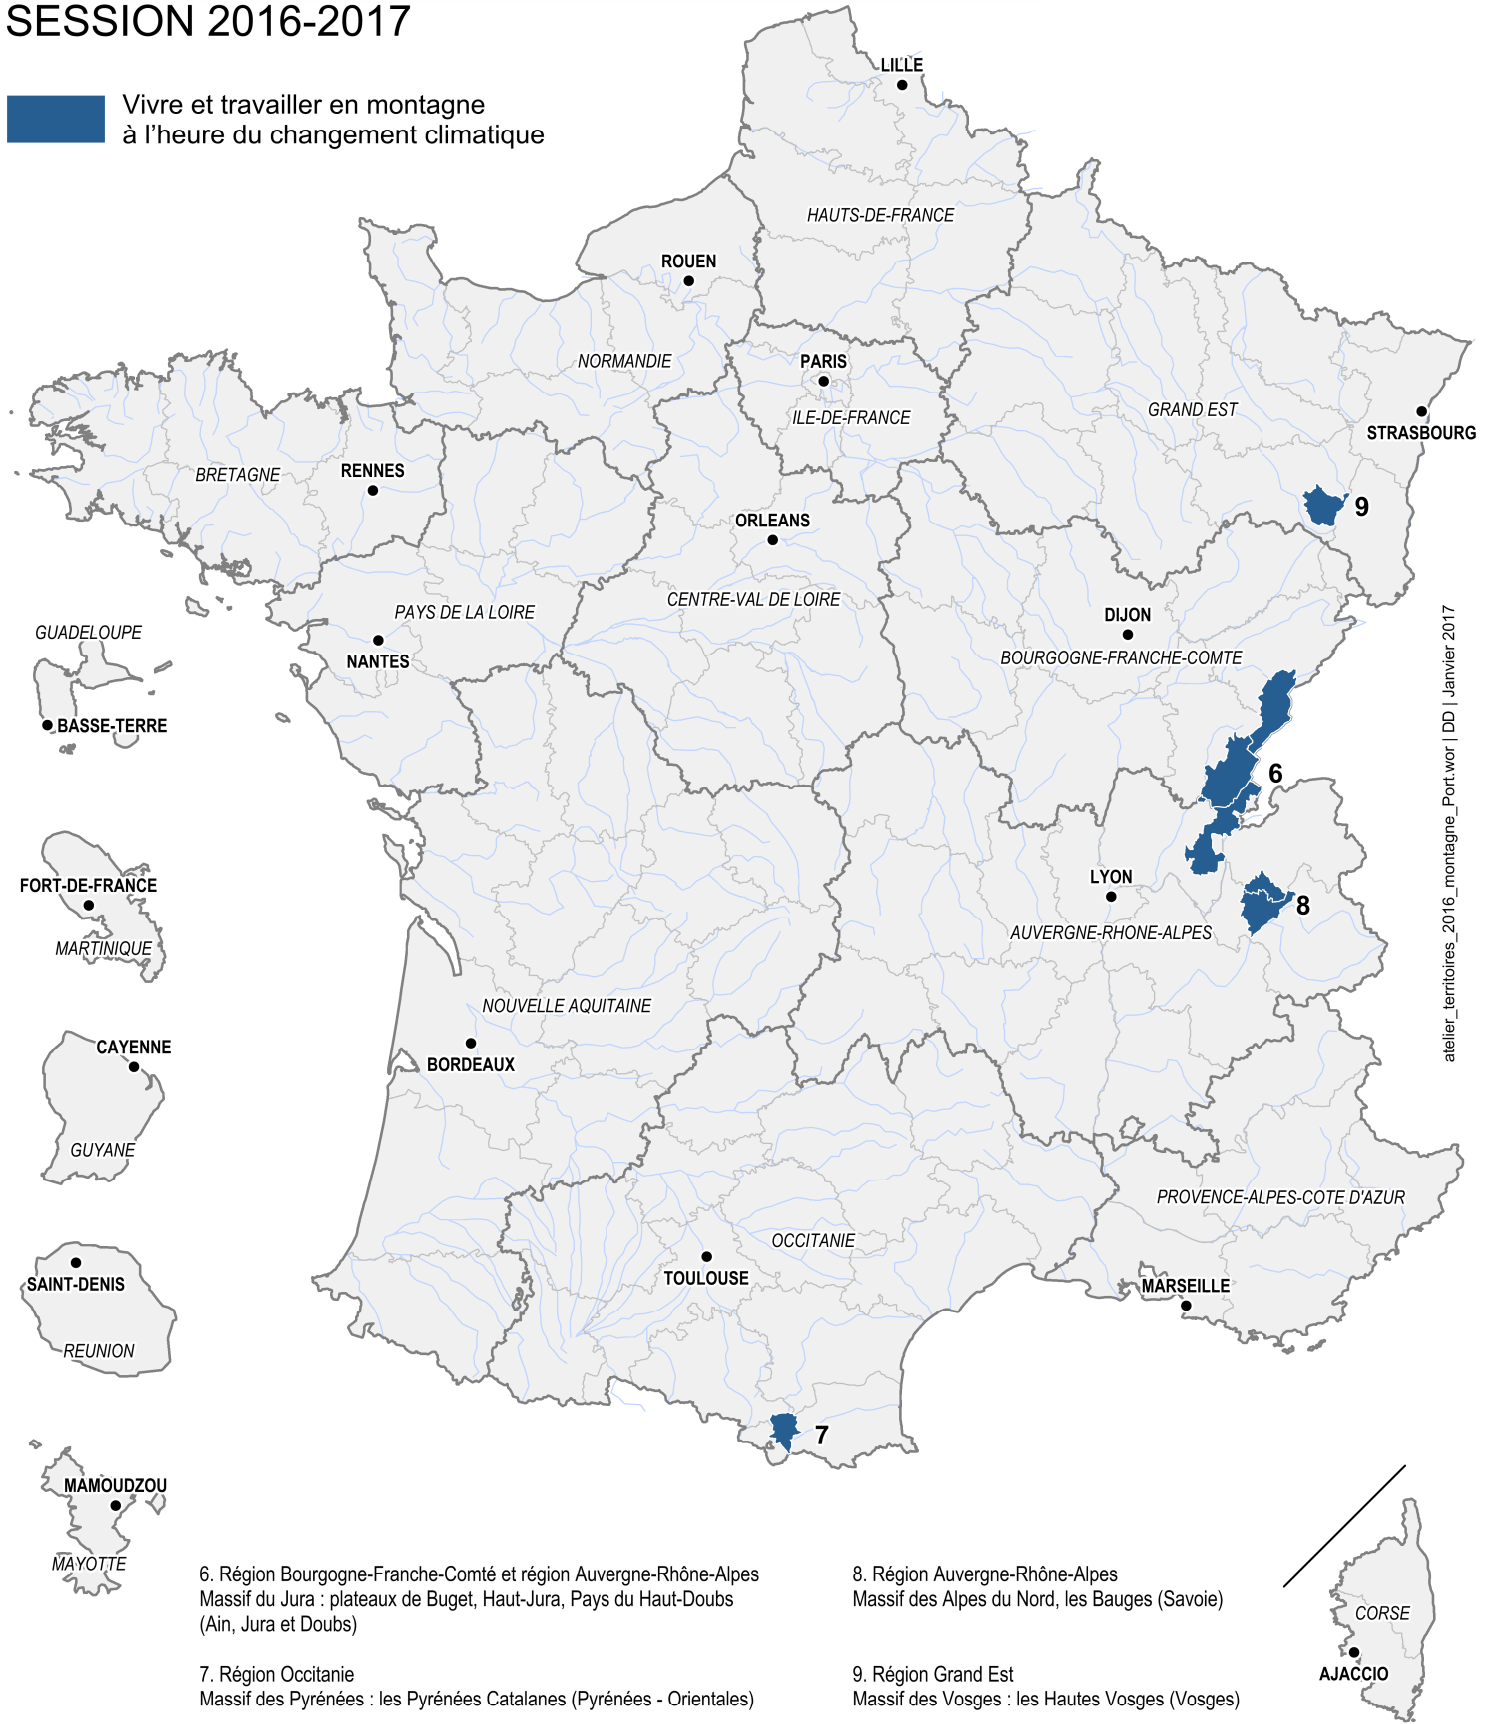 SESSION 2016-2017
Vivre et travailler en montagne
à l’heure du changement climatique
LILLE
HAUTS-DE-FRANCE
ROUEN
NORMANDIE
PARIS
ILE-DE-FRANCE
GRAND EST
STRASBOURG
BRETAGNE
RENNES
9
ORLEANS
CENTRE-VAL DE LOIRE
PAYS DE LA LOIRE
NANTES
DIJON
BOURGOGNE-FRANCHE-COMTE
GUADELOUPE
BASSE-TERRE
6
atelier_territoires_2016_montagne_Port.wor | DD | Janvier 2017
FORT-DE-FRANCE
MARTINIQUE
LYON
8
AUVERGNE-RHONE-ALPES
NOUVELLE AQUITAINE
BORDEAUX
CAYENNE
GUYANE
PROVENCE-ALPES-COTE D'AZUR
OCCITANIE
TOULOUSE
MARSEILLE
SAINT-DENIS
REUNION
7
MAMOUDZOU
MAYOTTE
CORSE
AJACCIO
6. Région Bourgogne-Franche-Comté et région Auvergne-Rhône-Alpes
Massif du Jura : plateaux de Buget, Haut-Jura, Pays du Haut-Doubs
(Ain, Jura et Doubs)
7. Région Occitanie
Massif des Pyrénées : les Pyrénées Catalanes (Pyrénées - Orientales)
8. Région Auvergne-Rhône-Alpes
Massif des Alpes du Nord, les Bauges (Savoie)
9. Région Grand Est
Massif des Vosges : les Hautes Vosges (Vosges)